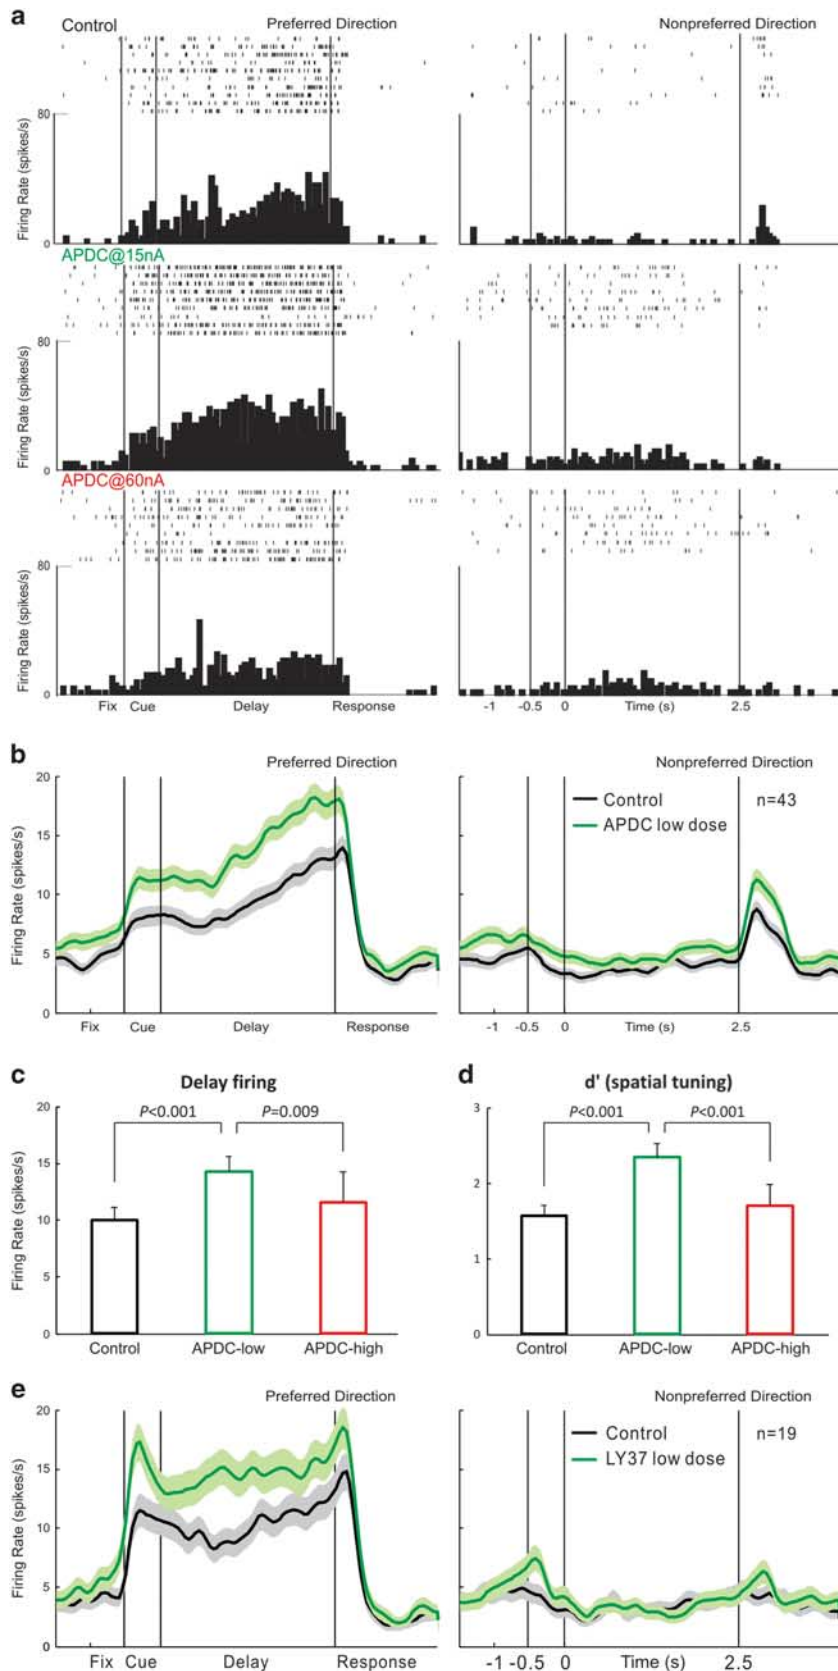 a
Control
Preferred Direction
Nonpreferred Direction
80
Firing Rate (spikes/s)
0
APDC@15nA
80
Firing Rate (spikes/s)
0
APDC@60nA
80
Firing Rate (spikes/s)
0
Fix Cue Delay Response
-1 -0.5 0 Time (s) 2.5
b
Preferred Direction
Nonpreferred Direction
20
15
10
5
0
Firing Rate (spikes/s)
Control
n=43
APDC low dose
Fix Cue Delay Response
-1 -0.5 0 Time (s) 2.5
c
Delay firing
20
15
10
5
0
Firing Rate (spikes/s)
P<0.001
P=0.009
Control APDC-low APDC-high
d
d' (spatial tuning)
3
2
1
0
P<0.001
P<0.001
Control APDC-low APDC-high
e
Preferred Direction
Nonpreferred Direction
20
15
10
5
0
Firing Rate (spikes/s)
Control
n=19
LY37 low dose
Fix Cue Delay Response
-1 -0.5 0 Time (s) 2.5